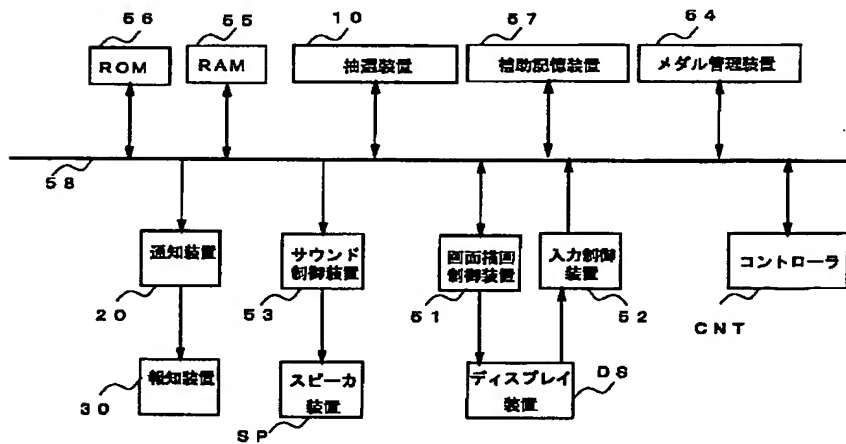 56
55
10
57
54
ROM
RAM
抽選装置
補助記憶装置
メダル管理装置
58
通知装置
サウンド
制御装置
画面描画
制御装置
入力制御
装置
コントローラ
20
53
51
52
CNT
報知装置
スピーカ
装置
ディスプレイ
装置
DS
30
SP